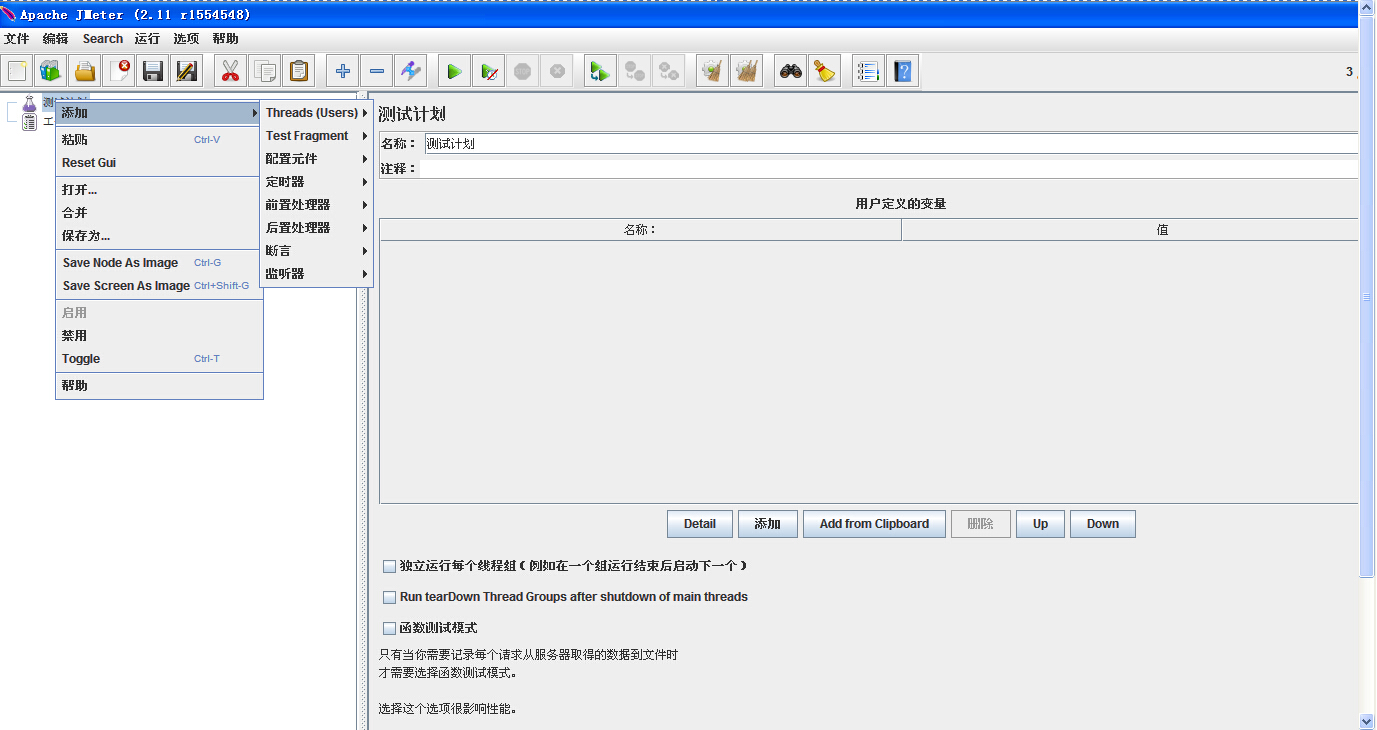 Apache JMeter (2.11 r1554548)
文件 编辑 Search 运行 选项 帮助
3
添加
粘贴 Ctrl-V
Reset Gui
打开...
合并
保存为...
Save Node As Image Ctrl-G
Save Screen As Image Ctrl+Shift-G
启用
禁用
Toggle Ctrl-T
帮助
Threads (Users)
Test Fragment
配置元件
定时器
前置处理器
后置处理器
断言
监听器
测试计划
名称： 测试计划
注释：
用户定义的变量
名称： 值
Detail 添加 Add from Clipboard 删除 Up Down
独立运行每个线程组（例如在一个组运行结束后启动下一个）
Run tearDown Thread Groups after shutdown of main threads
函数测试模式
只有当你需要记录每个请求从服务器取得的数据到文件时
才需要选择函数测试模式。
选择这个选项很影响性能。